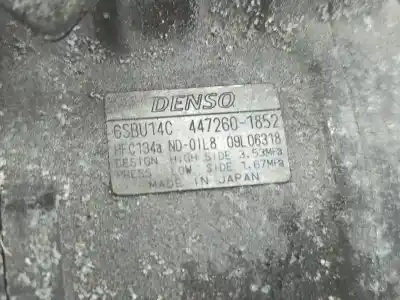 DENSO
6SBU14C 447260-1852
HFC134a ND-OIL8 09L06318
DESIGN HIGH SIDE 3.53MPa
PRESS LOW SIDE 1.67MPa
MADE IN JAPAN